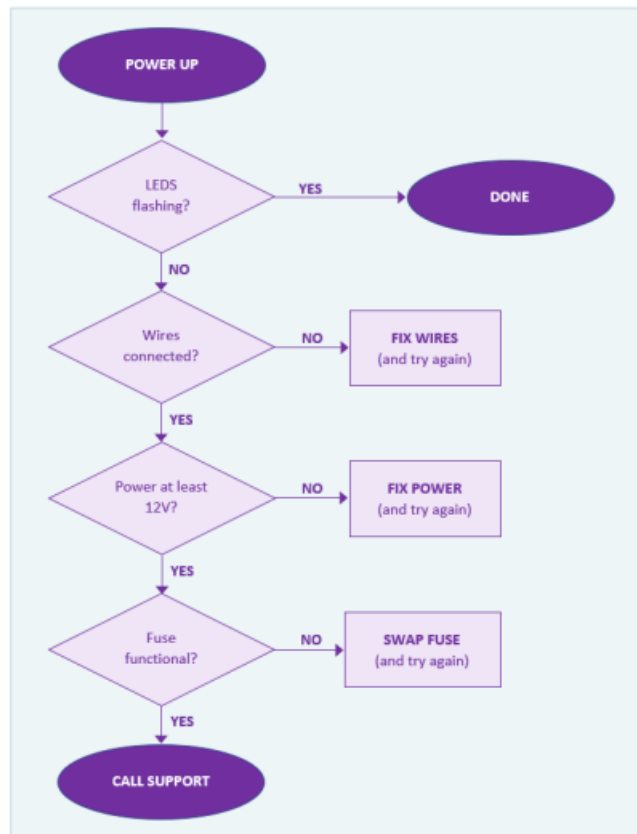 POWER UP
LEDS
flashing?
YES
DONE
NO
Wires
connected?
NO
FIX WIRES
(and try again)
YES
Power at least
12V?
NO
FIX POWER
(and try again)
YES
Fuse
functional?
NO
SWAP FUSE
(and try again)
YES
CALL SUPPORT